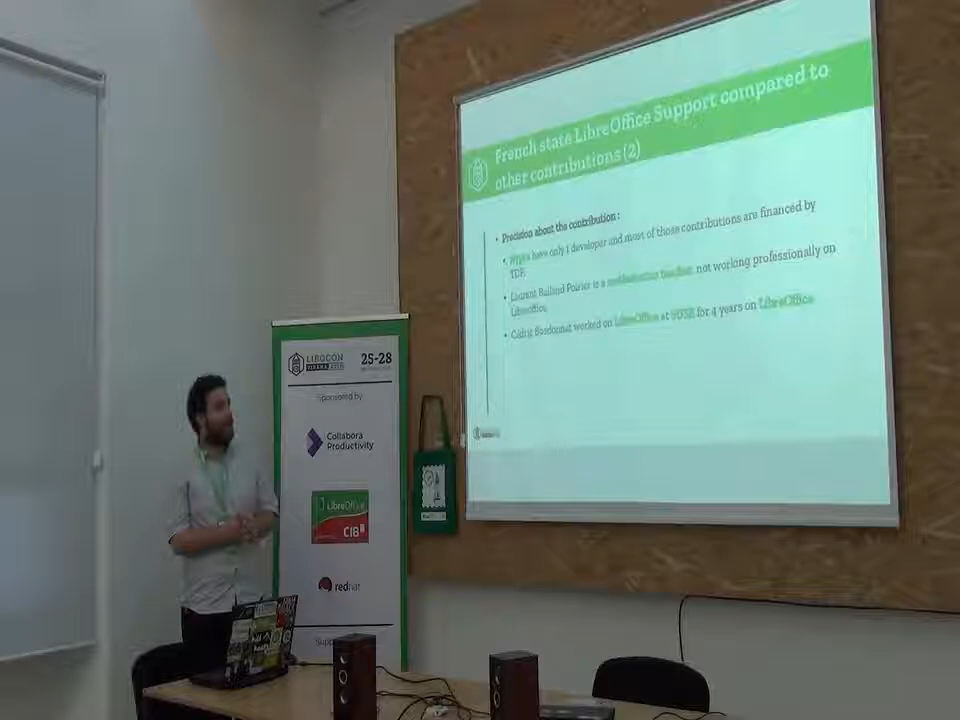 French state LibreOffice Support compared to
other contributions (2)
Precision about the contribution :
have only 1 developer and most of those contributions are financed by
TDF.
Laurent Balland Poirier is a not working professionally on
Libreoffice
Cédric Bosdonnat worked on LibreOffice at SUSE for 4 years on LibreOffice
LIBOCON
TIRANA 2018
25-28
Sponsored by
Collabora
Productivity
LibreOffice
CIB
redhat